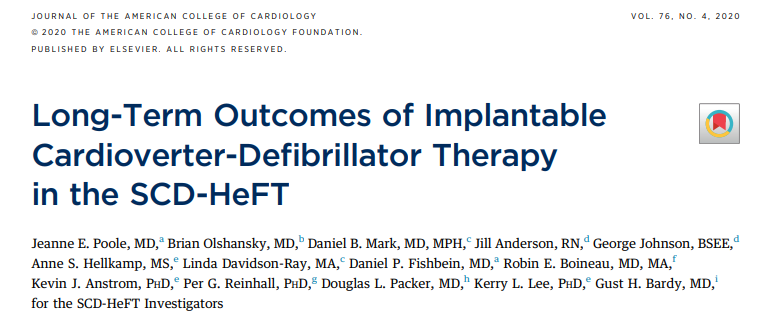 JOURNAL OF THE AMERICAN COLLEGE OF CARDIOLOGY
VOL. 76, NO. 4, 2020
© 2020 THE AMERICAN COLLEGE OF CARDIOLOGY FOUNDATION.
PUBLISHED BY ELSEVIER. ALL RIGHTS RESERVED.
Long-Term Outcomes of Implantable
Cardioverter-Defibrillator Therapy
in the SCD-HeFT
Jeanne E. Poole, MD,a Brian Olshansky, MD,b Daniel B. Mark, MD, MPH,c Jill Anderson, RN,d George Johnson, BSEE,d
Anne S. Hellkamp, MS,e Linda Davidson-Ray, MA,c Daniel P. Fishbein, MD,a Robin E. Boineau, MD, MA,f
Kevin J. Anstrom, PhD,e Per G. Reinhall, PhD,g Douglas L. Packer, MD,h Kerry L. Lee, PhD,e Gust H. Bardy, MD,i
for the SCD-HeFT Investigators